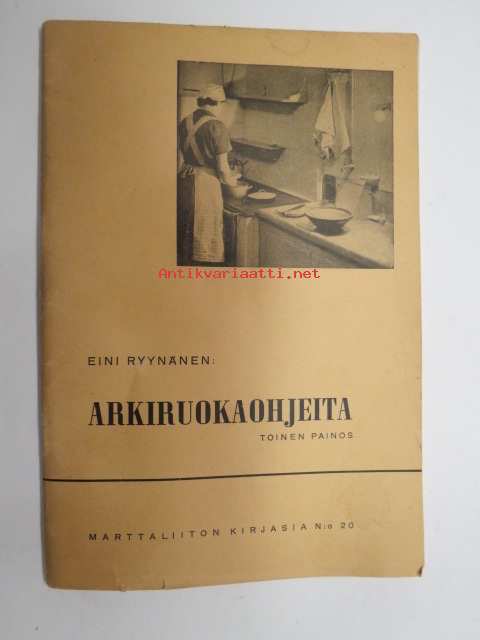 Antikvariaatti.net
EINI RYYNÄNEN:
ARKIRUOKAOHJEITA
TOINEN PAINOS
MARTTALIITON KIRJASIA N:o 20